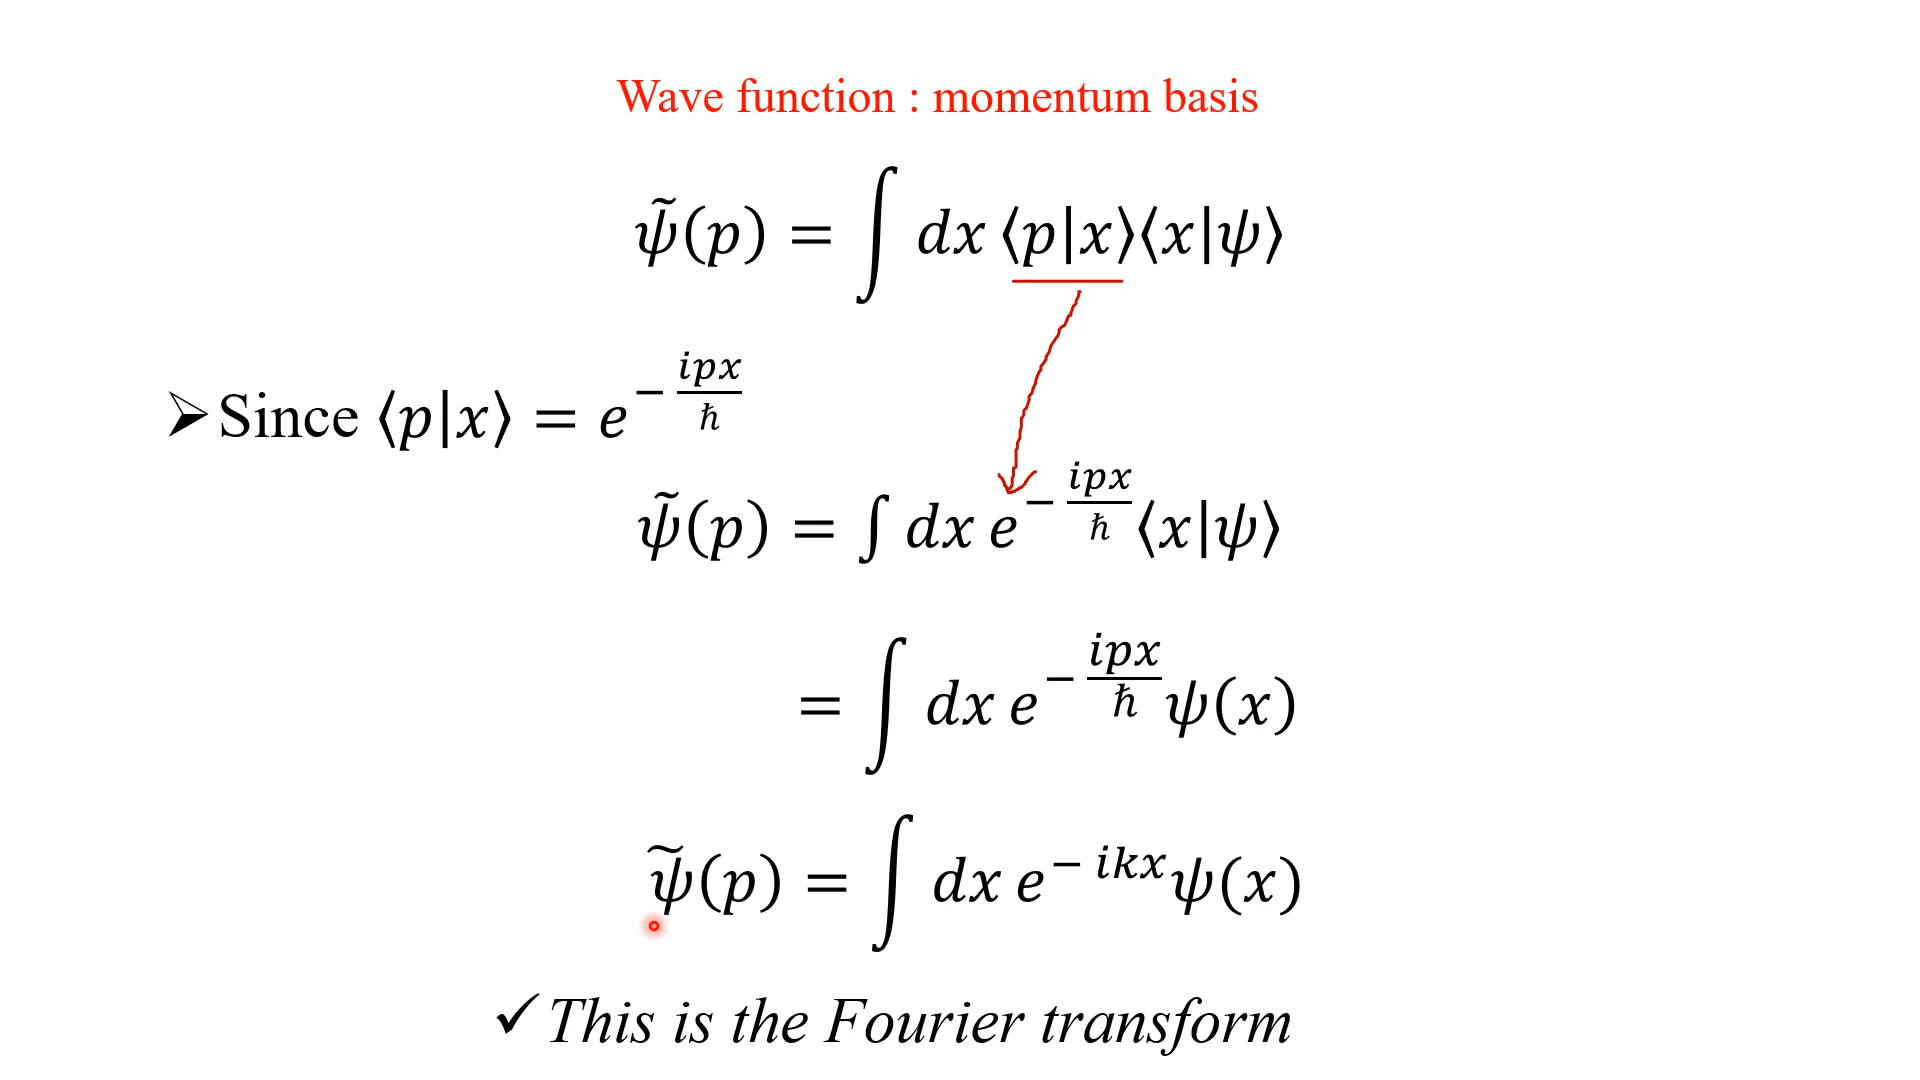 Wave function : momentum basis
ψ̃(p) = ∫ dx ⟨p|x⟩⟨x|ψ⟩
➢Since ⟨p|x⟩ = e^{− ipx/ℏ}
ψ̃(p) = ∫ dx e^{− ipx/ℏ}⟨x|ψ⟩
= ∫ dx e^{− ipx/ℏ}ψ(x)
ψ̃(p) = ∫ dx e^{− ikx}ψ(x)
✓This is the Fourier transform